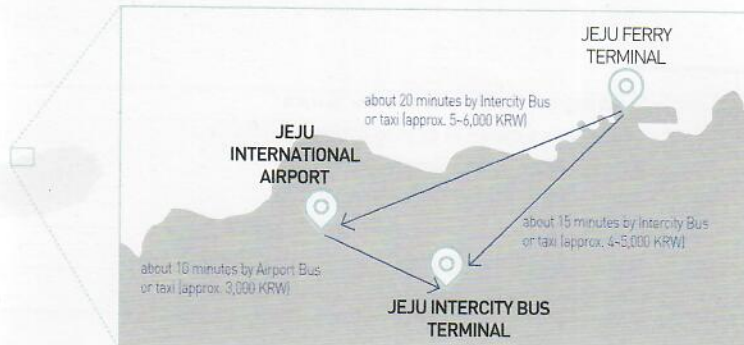 JEJU FERRY
TERMINAL
about 20 minutes by Intercity Bus
or taxi (approx. 5-6,000 KRW)
JEJU
INTERNATIONAL
AIRPORT
about 15 minutes by Intercity Bus
or taxi (approx. 4-5,000 KRW)
about 10 minutes by Airport Bus
or taxi (approx. 3,000 KRW)
JEJU INTERCITY BUS
TERMINAL